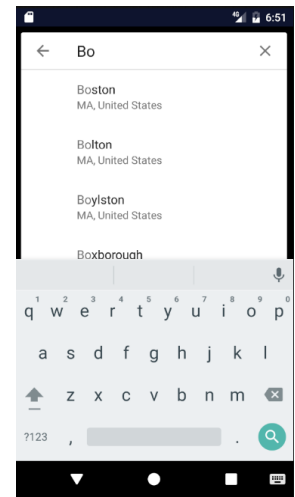 4G 6:51
Bo
Boston
MA, United States
Bolton
MA, United States
Boylston
MA, United States
Boxborough
1 2 3 4 5 6 7 8 9 0
q w e r t y u i o p
a s d f g h j k l
z x c v b n m
?123 , .